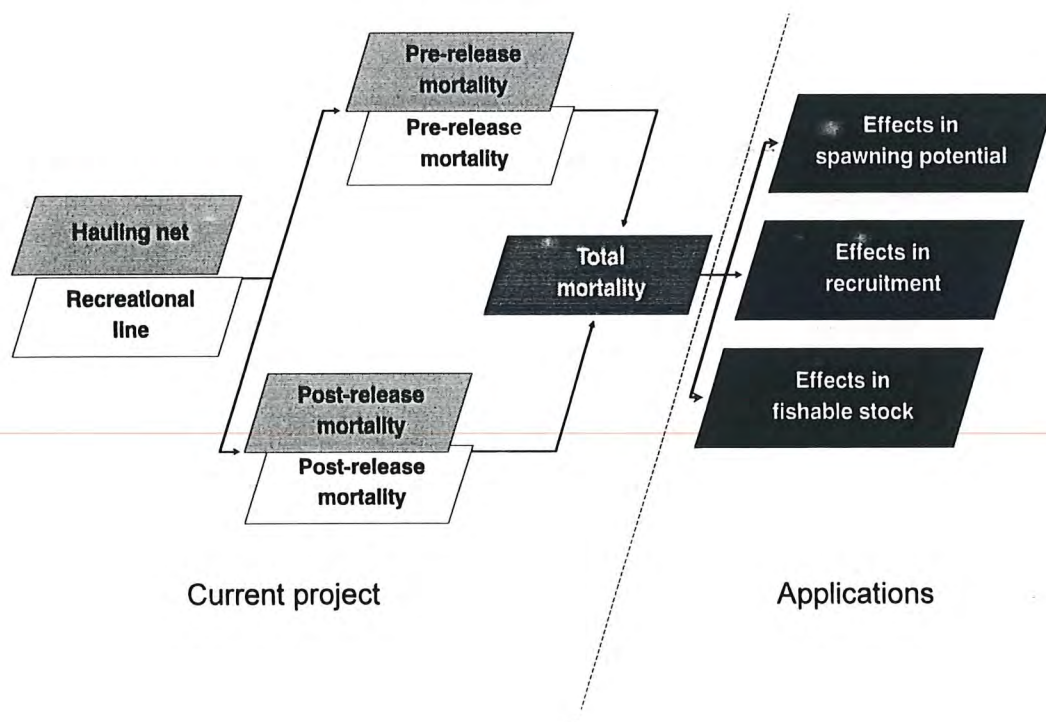 Pre-release
mortality
Pre-release
mortality
Hauling net
Recreational
line
Post-release
mortality
Post-release
mortality
Total
mortality
Effects in
spawning potential
Effects in
recruitment
Effects in
fishable stock
Current project
Applications